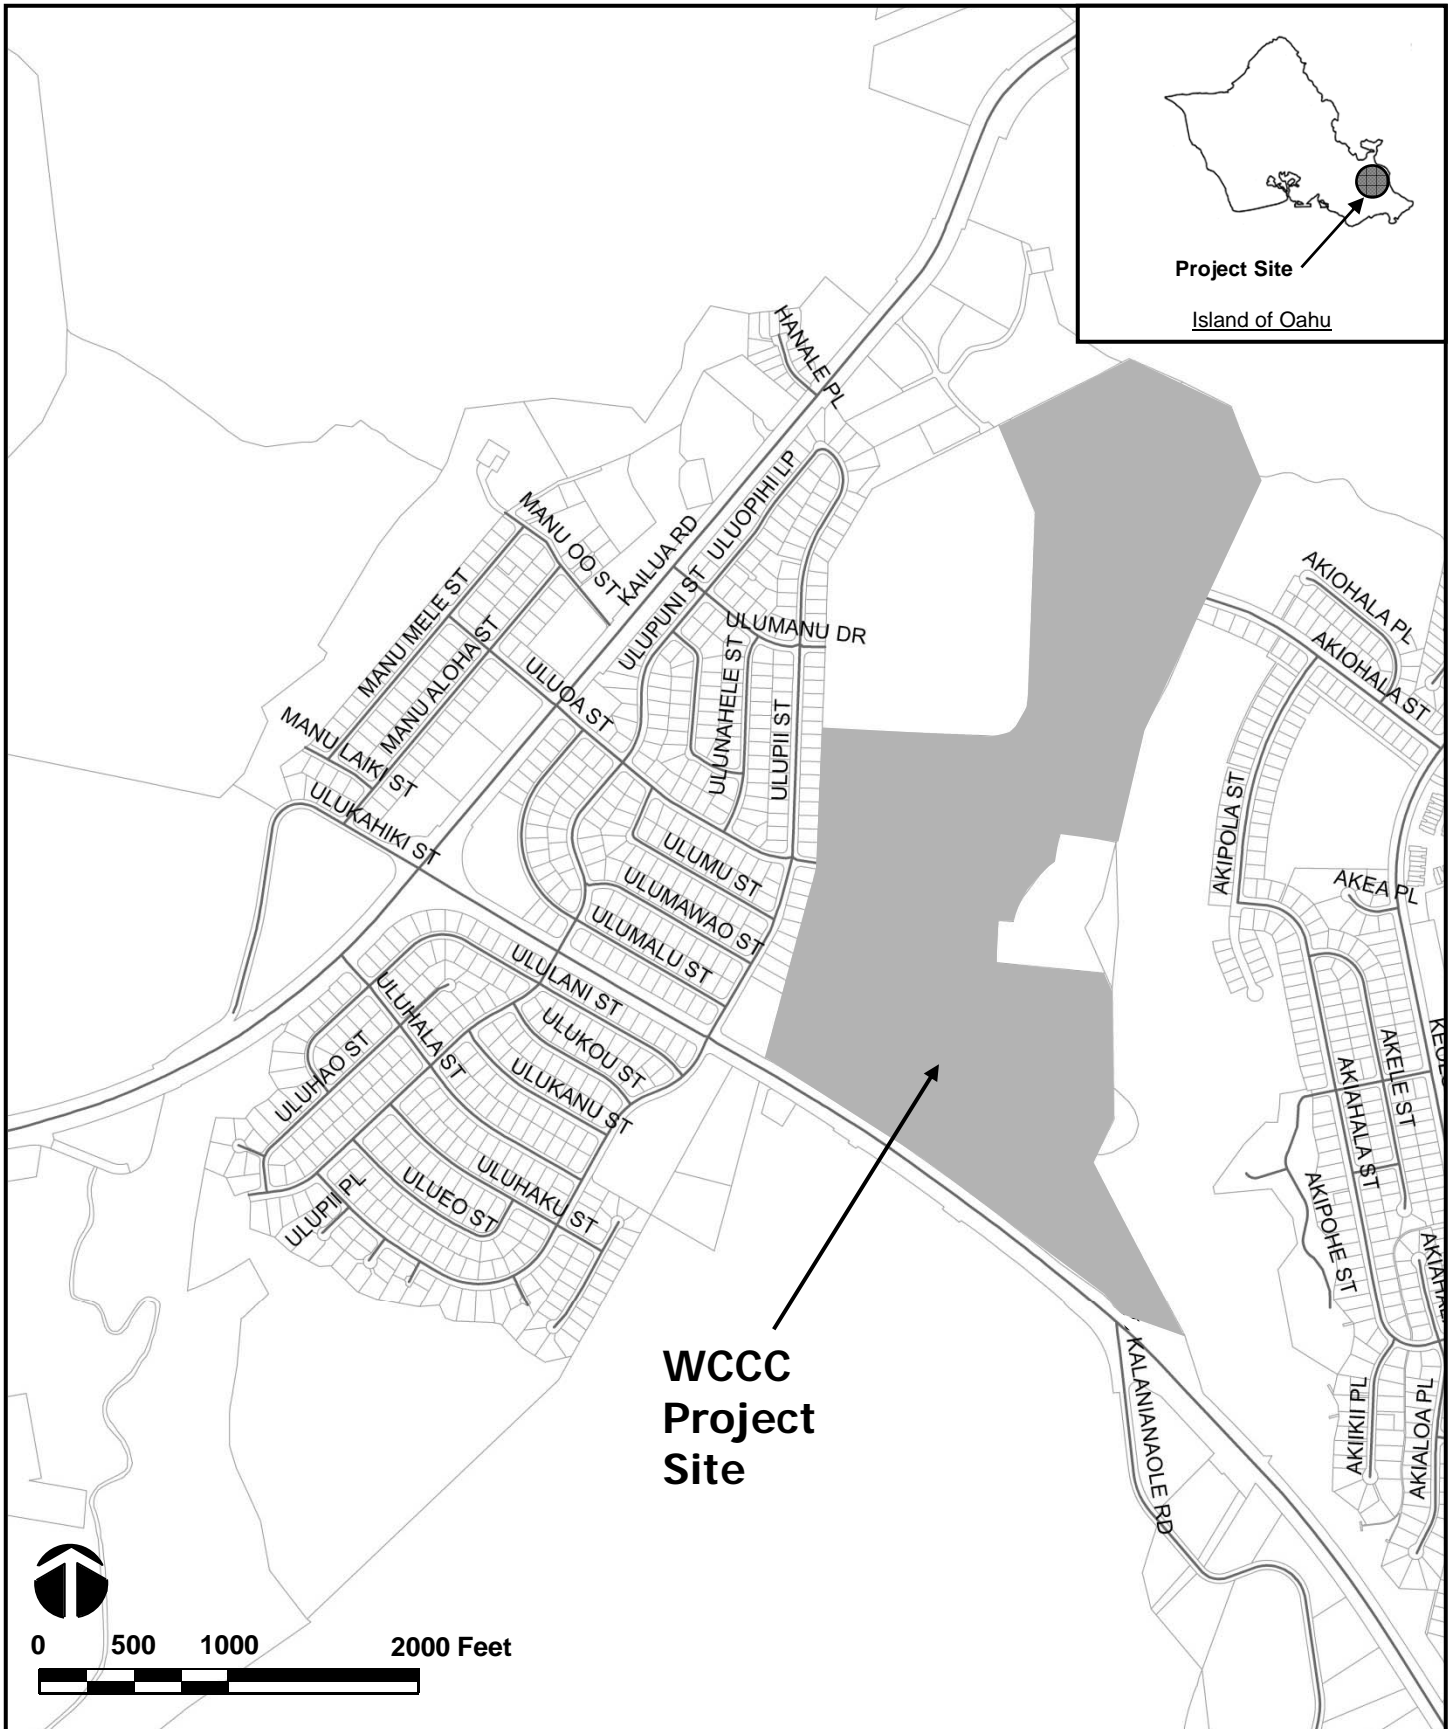 Project Site
Island of Oahu
HANALE PL
ULUOPIHI LP
MANU OO ST
KAILUA RD
MANU MELE ST
ULUPUNI ST
MANU ALOHA ST
ULUMANU DR
ULUOA ST
ULUNAHELE ST
ULUPII ST
MANU LAIKI ST
ULUKAHIKI ST
AKIOHALA PL
AKIOHALA ST
AKIPOLA ST
AKEA PL
ULUMU ST
ULUMAWAO ST
ULUMALU ST
ULULANI ST
ULUHALA ST
ULUKOU ST
ULUHAO ST
ULUKANU ST
ULUHAKU ST
ULUEO ST
ULUPII PL
AKELE ST
AKIAHALA ST
AKIPOHE ST
AKIAHAL
AKIIKII PL
AKIALOA PL
KALANIANAOLE RD
WCCC
Project
Site
0 500 1000 2000 Feet